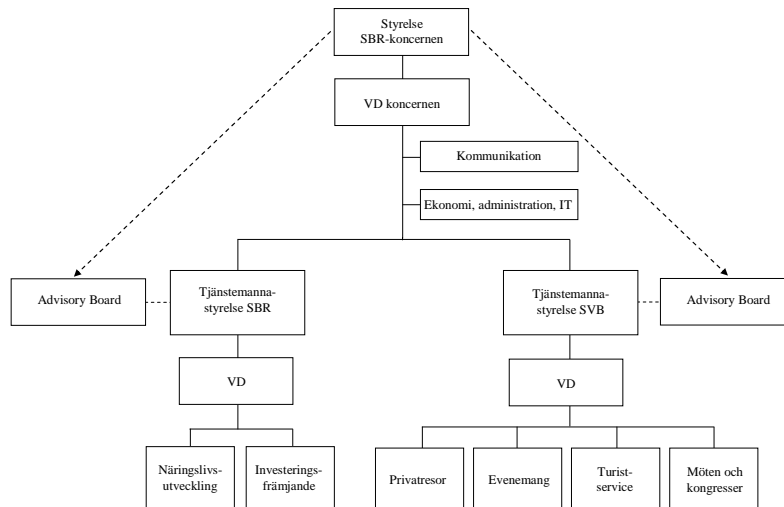 Styrelse
SBR-koncernen
VD koncernen
Kommunikation
Ekonomi, administration, IT
Advisory Board
Tjänstemanna-
styrelse SBR
Tjänstemanna-
styrelse SVB
Advisory Board
VD
VD
Näringslivs-
utveckling
Investerings-
främjande
Privatresor
Evenemang
Turist-
service
Möten och
kongresser